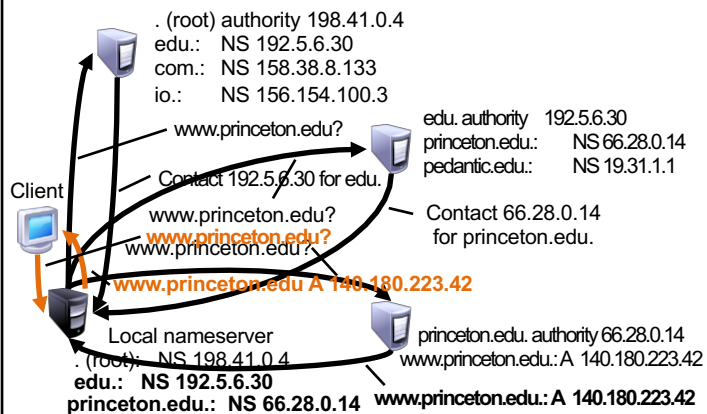 . (root) authority 198.41.0.4
edu.: NS 192.5.6.30
com.: NS 158.38.8.133
io.: NS 156.154.100.3
edu. authority 192.5.6.30
princeton.edu.: NS 66.28.0.14
pedantic.edu.: NS 19.31.1.1
www.princeton.edu?
Contact 192.5.6.30 for edu.
Client
www.princeton.edu?
www.princeton.edu?
www.princeton.edu?
Contact 66.28.0.14
for princeton.edu.
www.princeton.edu A 140.180.223.42
Local nameserver
. (root): NS 198.41.0.4
edu.: NS 192.5.6.30
princeton.edu.: NS 66.28.0.14
princeton.edu. authority 66.28.0.14
www.princeton.edu.: A 140.180.223.42
www.princeton.edu.: A 140.180.223.42